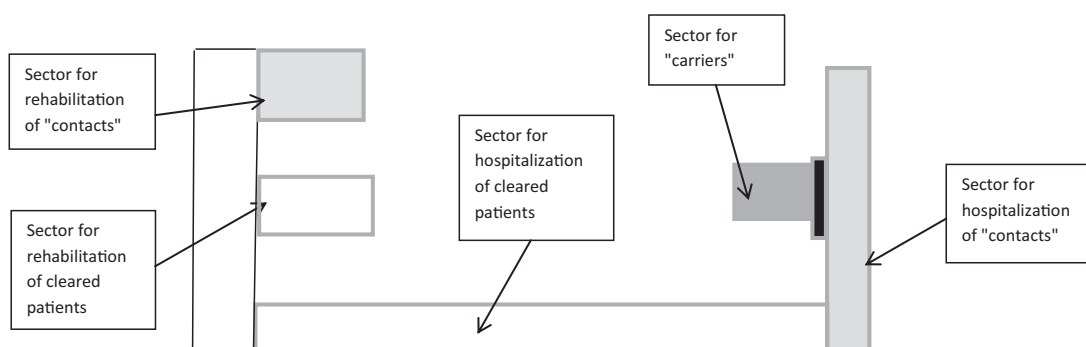 Sector for
rehabilitation
of "contacts"
Sector for
rehabilitation
of cleared
patients
Sector for
hospitalization
of cleared
patients
Sector for
"carriers"
Sector for
hospitalization
of "contacts"